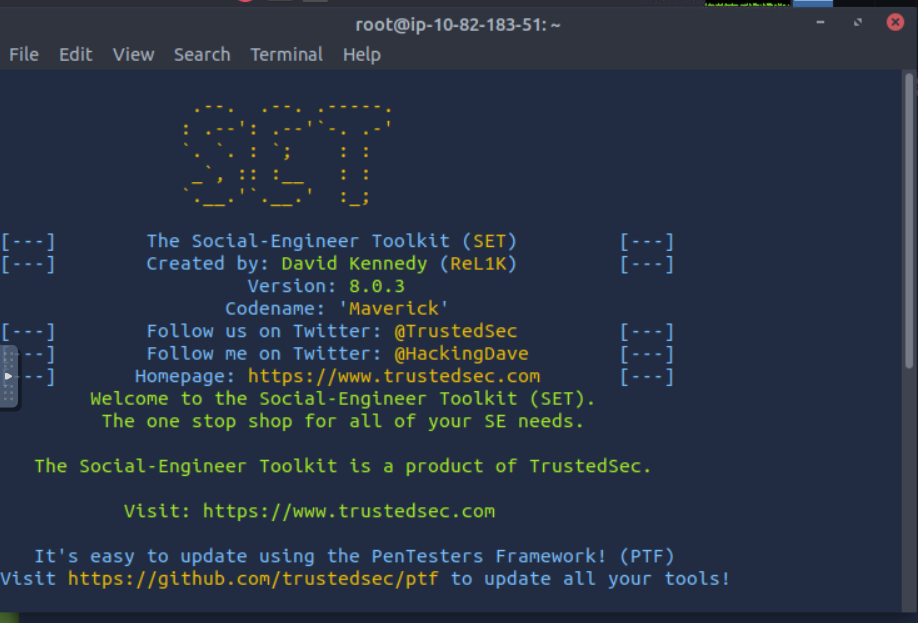 root@ip-10-82-183-51: ~
File Edit View Search Terminal Help
 .--.  .--. .-----.
: .--': .--'`-. .-'
`. `. : `;    : :
 _`, :: :__   : :
`.__.'`.__.'  :_;
[---] The Social-Engineer Toolkit (SET) [---]
[---] Created by: David Kennedy (ReL1K) [---]
Version: 8.0.3
Codename: 'Maverick'
[---] Follow us on Twitter: @TrustedSec [---]
[---] Follow me on Twitter: @HackingDave [---]
---] Homepage: https://www.trustedsec.com [---]
Welcome to the Social-Engineer Toolkit (SET).
The one stop shop for all of your SE needs.
The Social-Engineer Toolkit is a product of TrustedSec.
Visit: https://www.trustedsec.com
It's easy to update using the PenTesters Framework! (PTF)
Visit https://github.com/trustedsec/ptf to update all your tools!